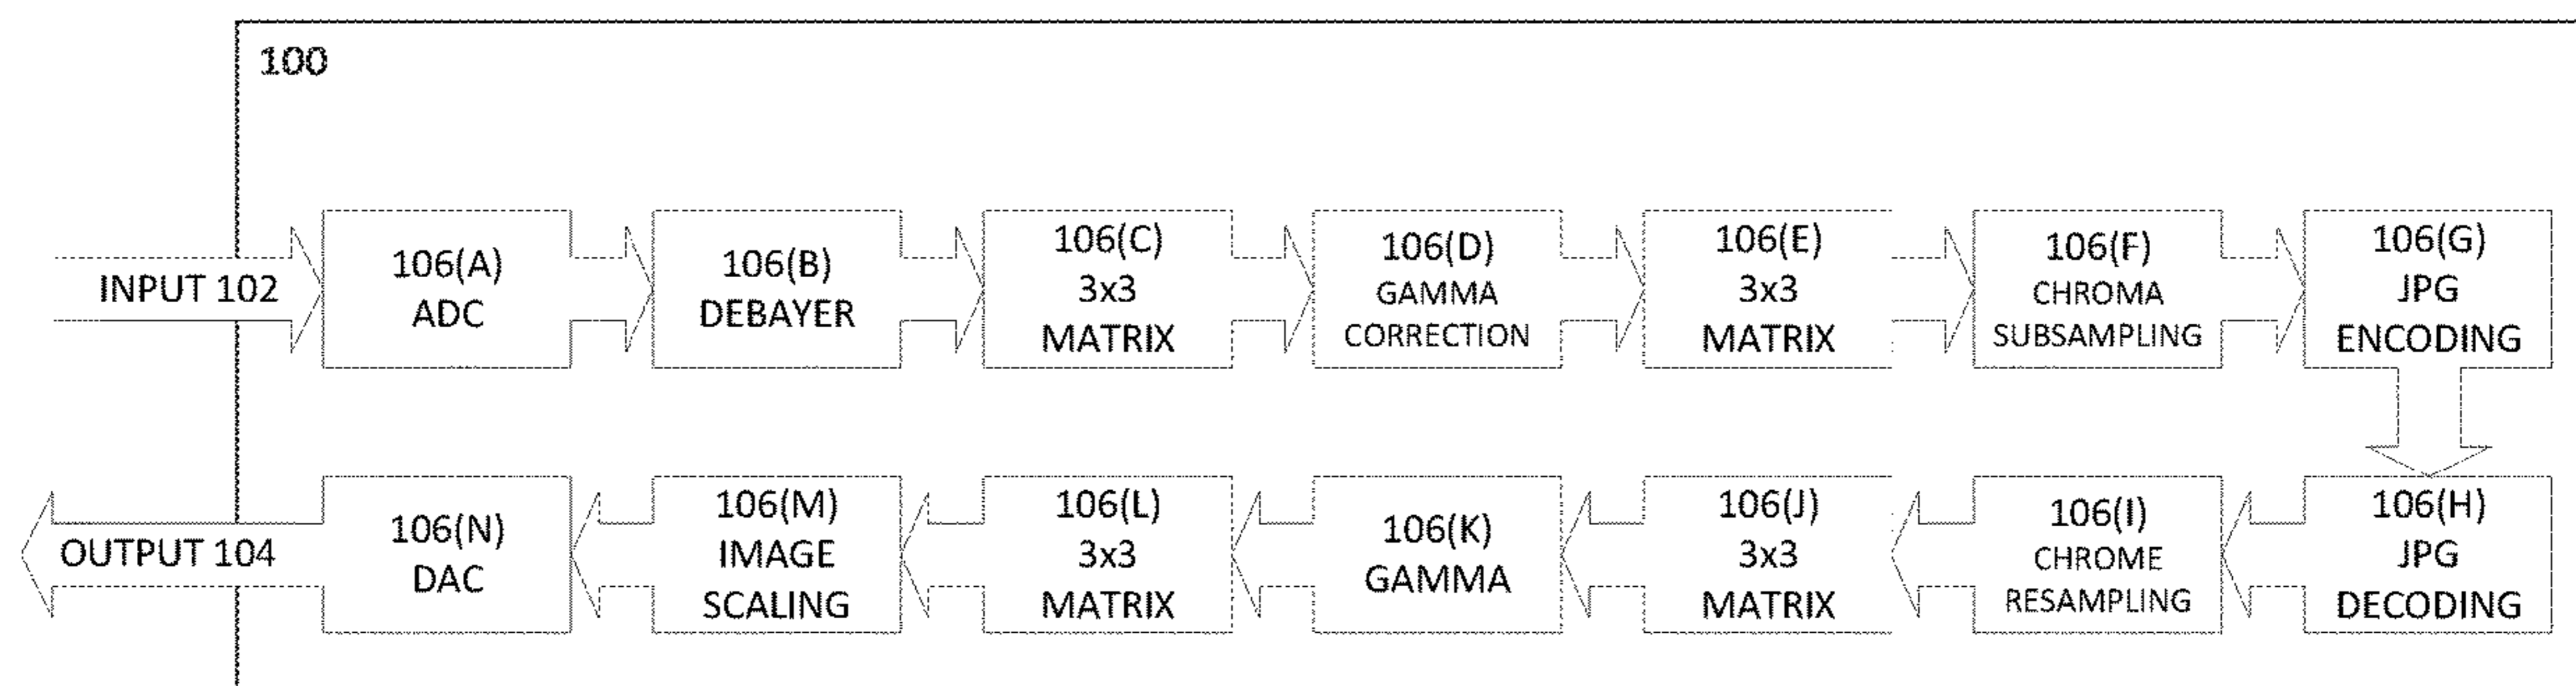 100
INPUT 102
106(A)
ADC
106(B)
DEBAYER
106(C)
3x3
MATRIX
106(D)
GAMMA
CORRECTION
106(E)
3x3
MATRIX
106(F)
CHROMA
SUBSAMPLING
106(G)
JPG
ENCODING
106(H)
JPG
DECODING
106(I)
CHROME
RESAMPLING
106(J)
3x3
MATRIX
106(K)
GAMMA
106(L)
3x3
MATRIX
106(M)
IMAGE
SCALING
106(N)
DAC
OUTPUT 104